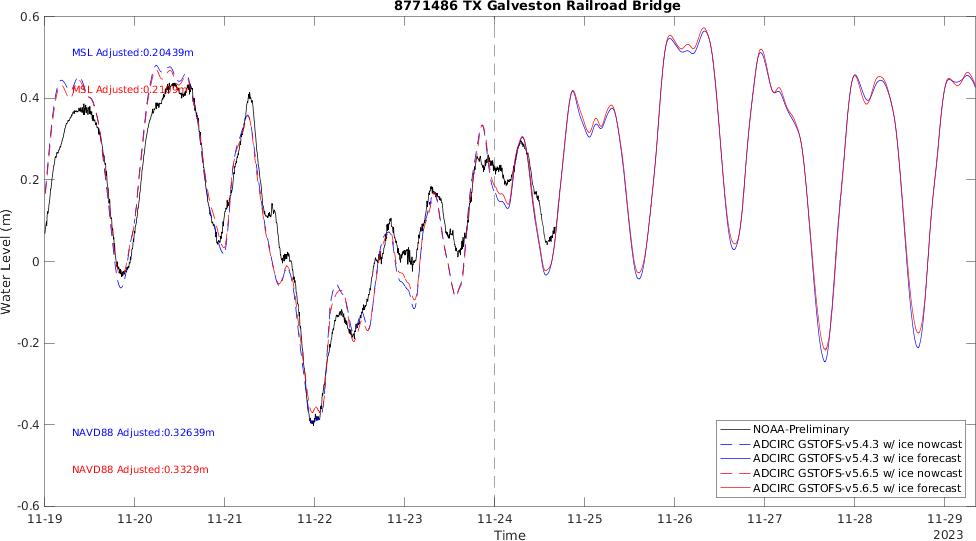 8771486 TX Galveston Railroad Bridge
0.6
0.4
0.2
0
-0.2
-0.4
-0.6
Water Level (m)
MSL Adjusted:0.20439m
NAVD88 Adjusted:0.32639m
NAVD88 Adjusted:0.3329m
NOAA-Preliminary
ADCIRC GSTOFS-v5.4.3 w/ ice nowcast
ADCIRC GSTOFS-v5.4.3 w/ ice forecast
ADCIRC GSTOFS-v5.6.5 w/ ice nowcast
ADCIRC GSTOFS-v5.6.5 w/ ice forecast
11-19 11-20 11-21 11-22 11-23 11-24 11-25 11-26 11-27 11-28 11-29
2023
Time
MSL Adjusted: